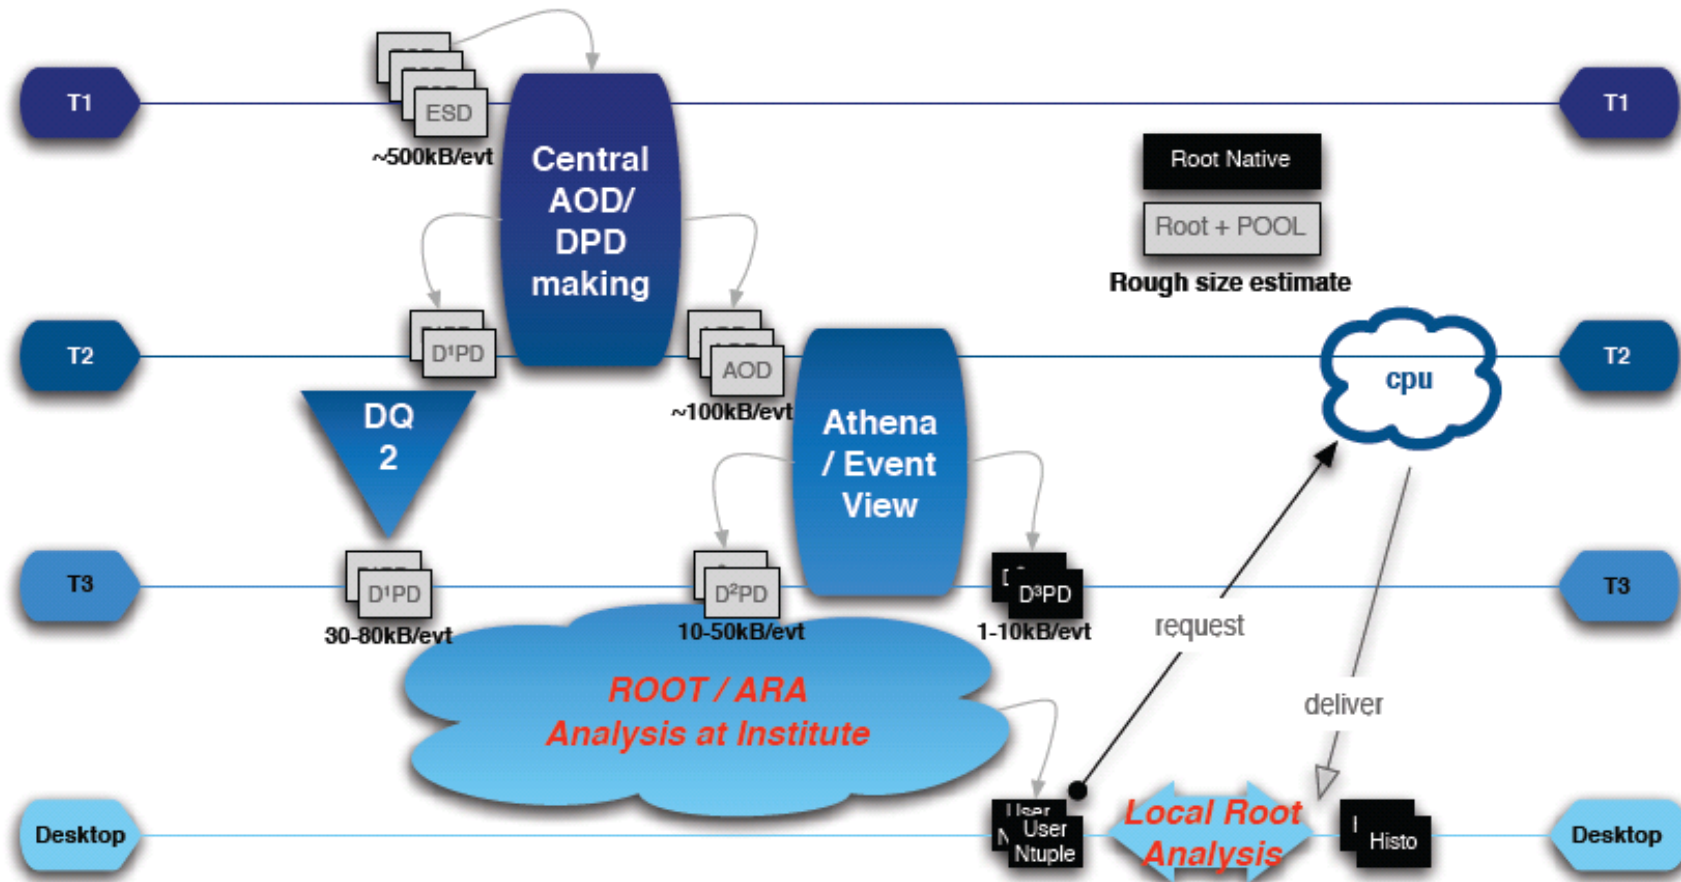 T1
ESD
~500kB/evt
Central
AOD/
DPD
making
T1
Root Native
Root + POOL
Rough size estimate
T2
D¹PD
AOD
~100kB/evt
cpu
T2
DQ
2
Athena
/ Event
View
T3
D¹PD
30-80kB/evt
D²PD
10-50kB/evt
D³PD
1-10kB/evt
request
T3
ROOT / ARA
Analysis at Institute
deliver
Desktop
User
User
Ntuple
Local Root
Analysis
Histo
Desktop